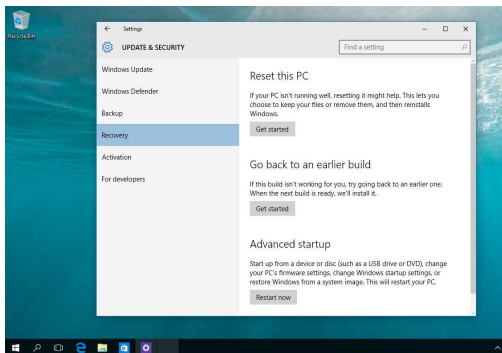 Recycle Bin
Settings
UPDATE & SECURITY
Find a setting
Windows Update
Windows Defender
Backup
Recovery
Activation
For developers
Reset this PC
If your PC isn't running well, resetting it might help. This lets you
choose to keep your files or remove them, and then reinstalls
Windows.
Get started
Go back to an earlier build
If this build isn't working for you, try going back to an earlier one.
When the next build is ready, we'll install it.
Get started
Advanced startup
Start up from a device or disc (such as a USB drive or DVD), change
your PC's firmware settings, change Windows startup settings, or
restore Windows from a system image. This will restart your PC.
Restart now